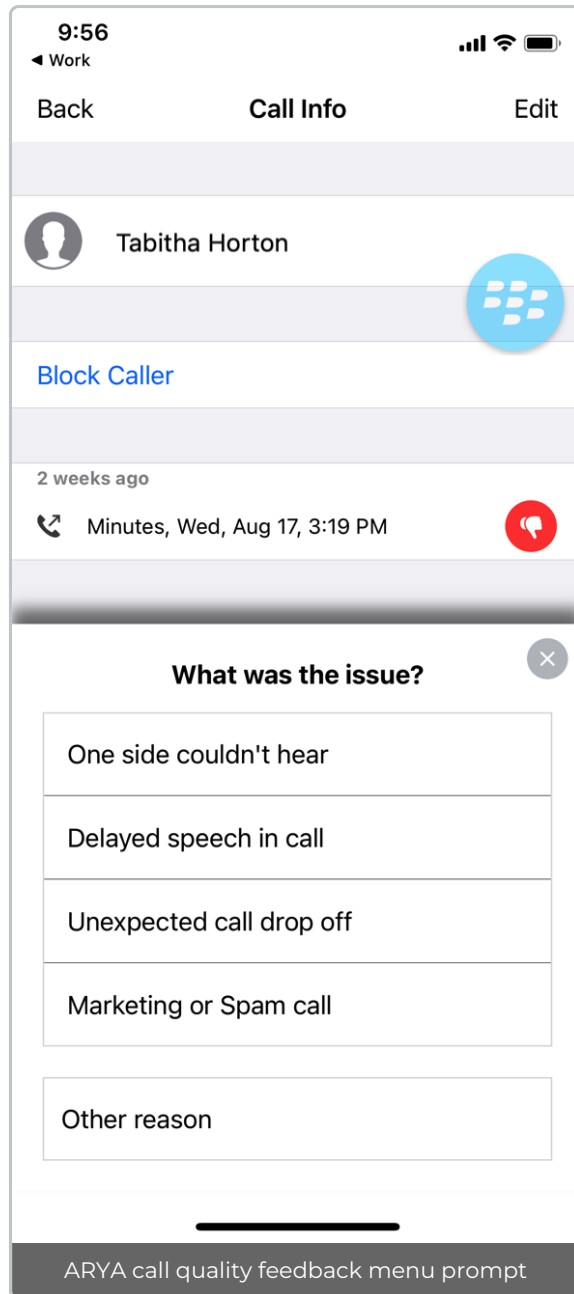 9:56
◀ Work
Back
Call Info
Edit
Tabitha Horton
Block Caller
2 weeks ago
Minutes, Wed, Aug 17, 3:19 PM
What was the issue?
One side couldn't hear
Delayed speech in call
Unexpected call drop off
Marketing or Spam call
Other reason
ARYA call quality feedback menu prompt